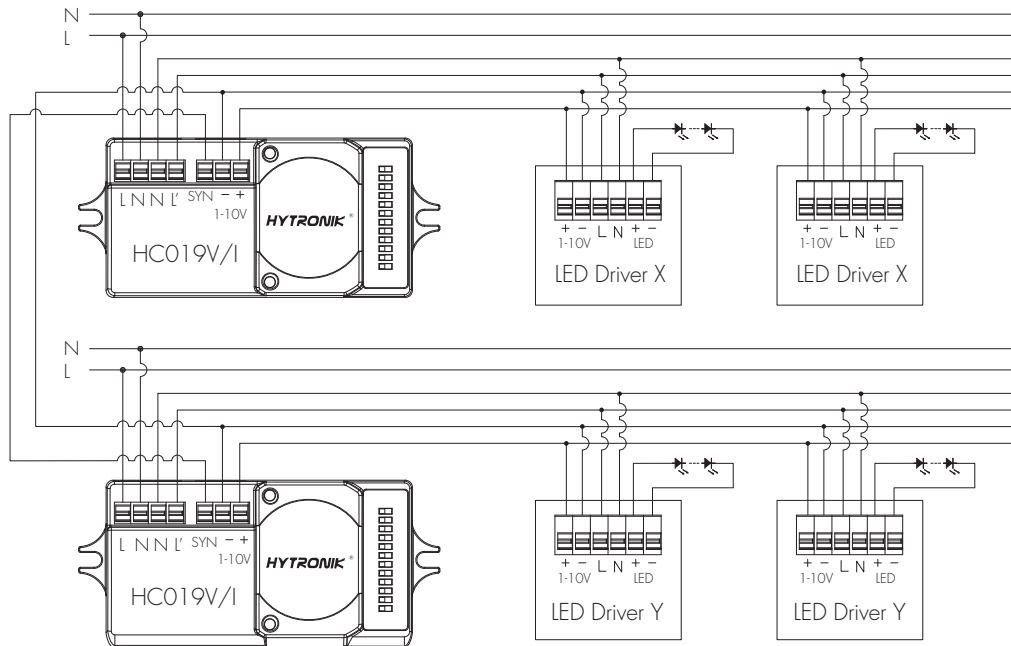 N
L
L N N L' SYN − +
1-10V
HYTRONIK ®
HC019V/I
+ − L N + −
1-10V LED
LED Driver X
+ − L N + −
1-10V LED
LED Driver X
N
L
L N N L' SYN − +
1-10V
HYTRONIK ®
HC019V/I
+ − L N + −
1-10V LED
LED Driver Y
+ − L N + −
1-10V LED
LED Driver Y